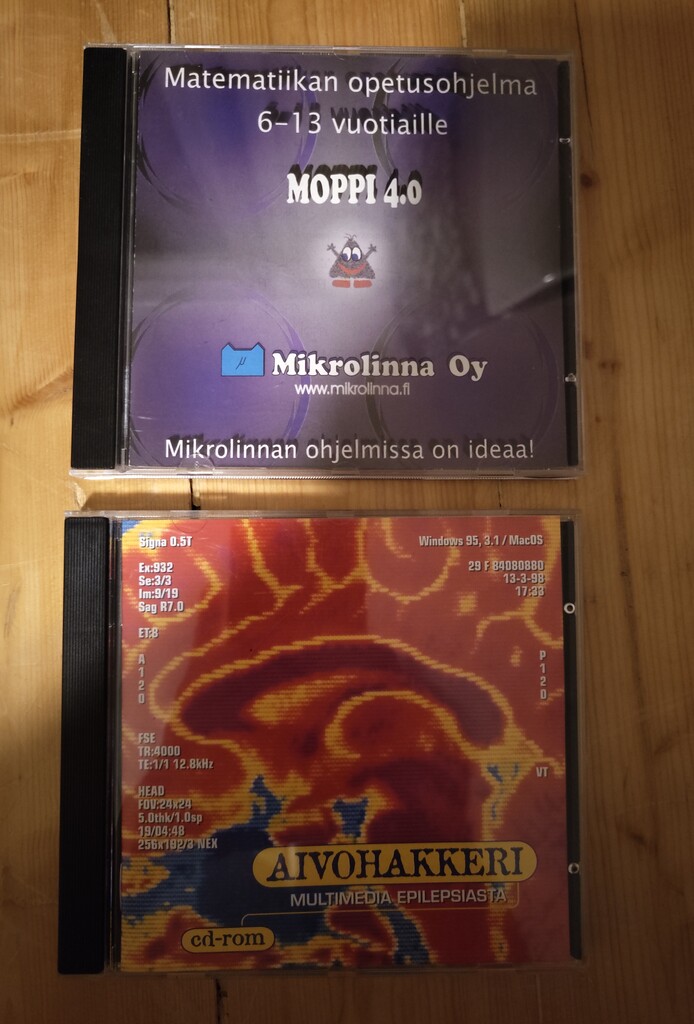 Matematiikan opetusohjelma
6-13 vuotiaille
MOPPI 4.0
µ
Mikrolinna Oy
www.mikrolinna.fi
Mikrolinnan ohjelmissa on ideaa!
Signa 0.5T
Windows 95, 3.1 / MacOS
Ex:932
Se:3/3
Im:9/19
Sag R7.0
29 F 84080880
13-3-98
17:33
ET:8
A
1
2
0
P
1
2
0
FSE
TR:4000
TE:1/1 12.8kHz
VT
HEAD
FOV:24x24
5.0thk/1.0sp
19/04:48
256x192/3 NEX
AIVOHAKKERI
MULTIMEDIA EPILEPSIASTA
cd-rom